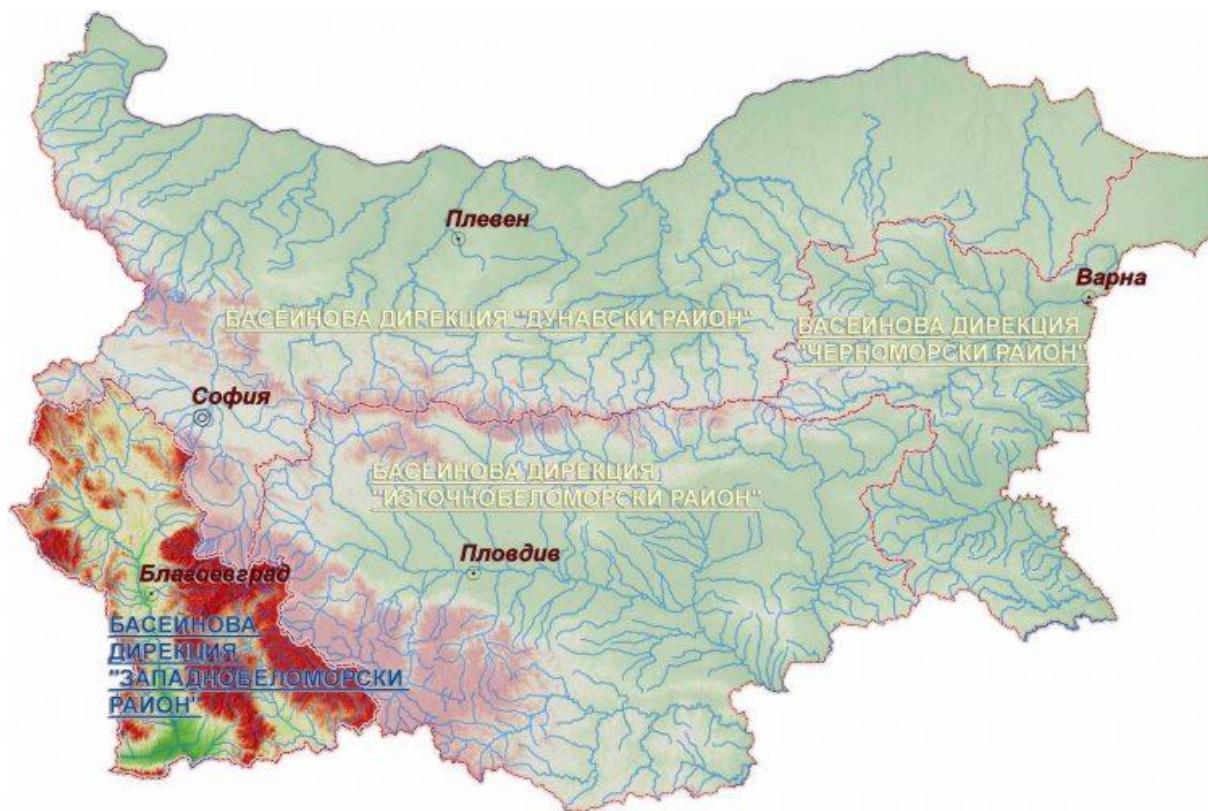 Плевен
Варна
БАСЕЙНОВА ДИРЕКЦИЯ "ДУНАВСКИ РАЙОН"
БАСЕЙНОВА ДИРЕКЦИЯ
"ЧЕРНОМОРСКИ РАЙОН"
София
БАСЕЙНОВА ДИРЕКЦИЯ
"ИЗТОЧНОБЕЛОМОРСКИ РАЙОН"
Пловдив
Благоевград
БАСЕЙНОВА
ДИРЕКЦИЯ
"ЗАПАДНОБЕЛОМОРСКИ
РАЙОН"